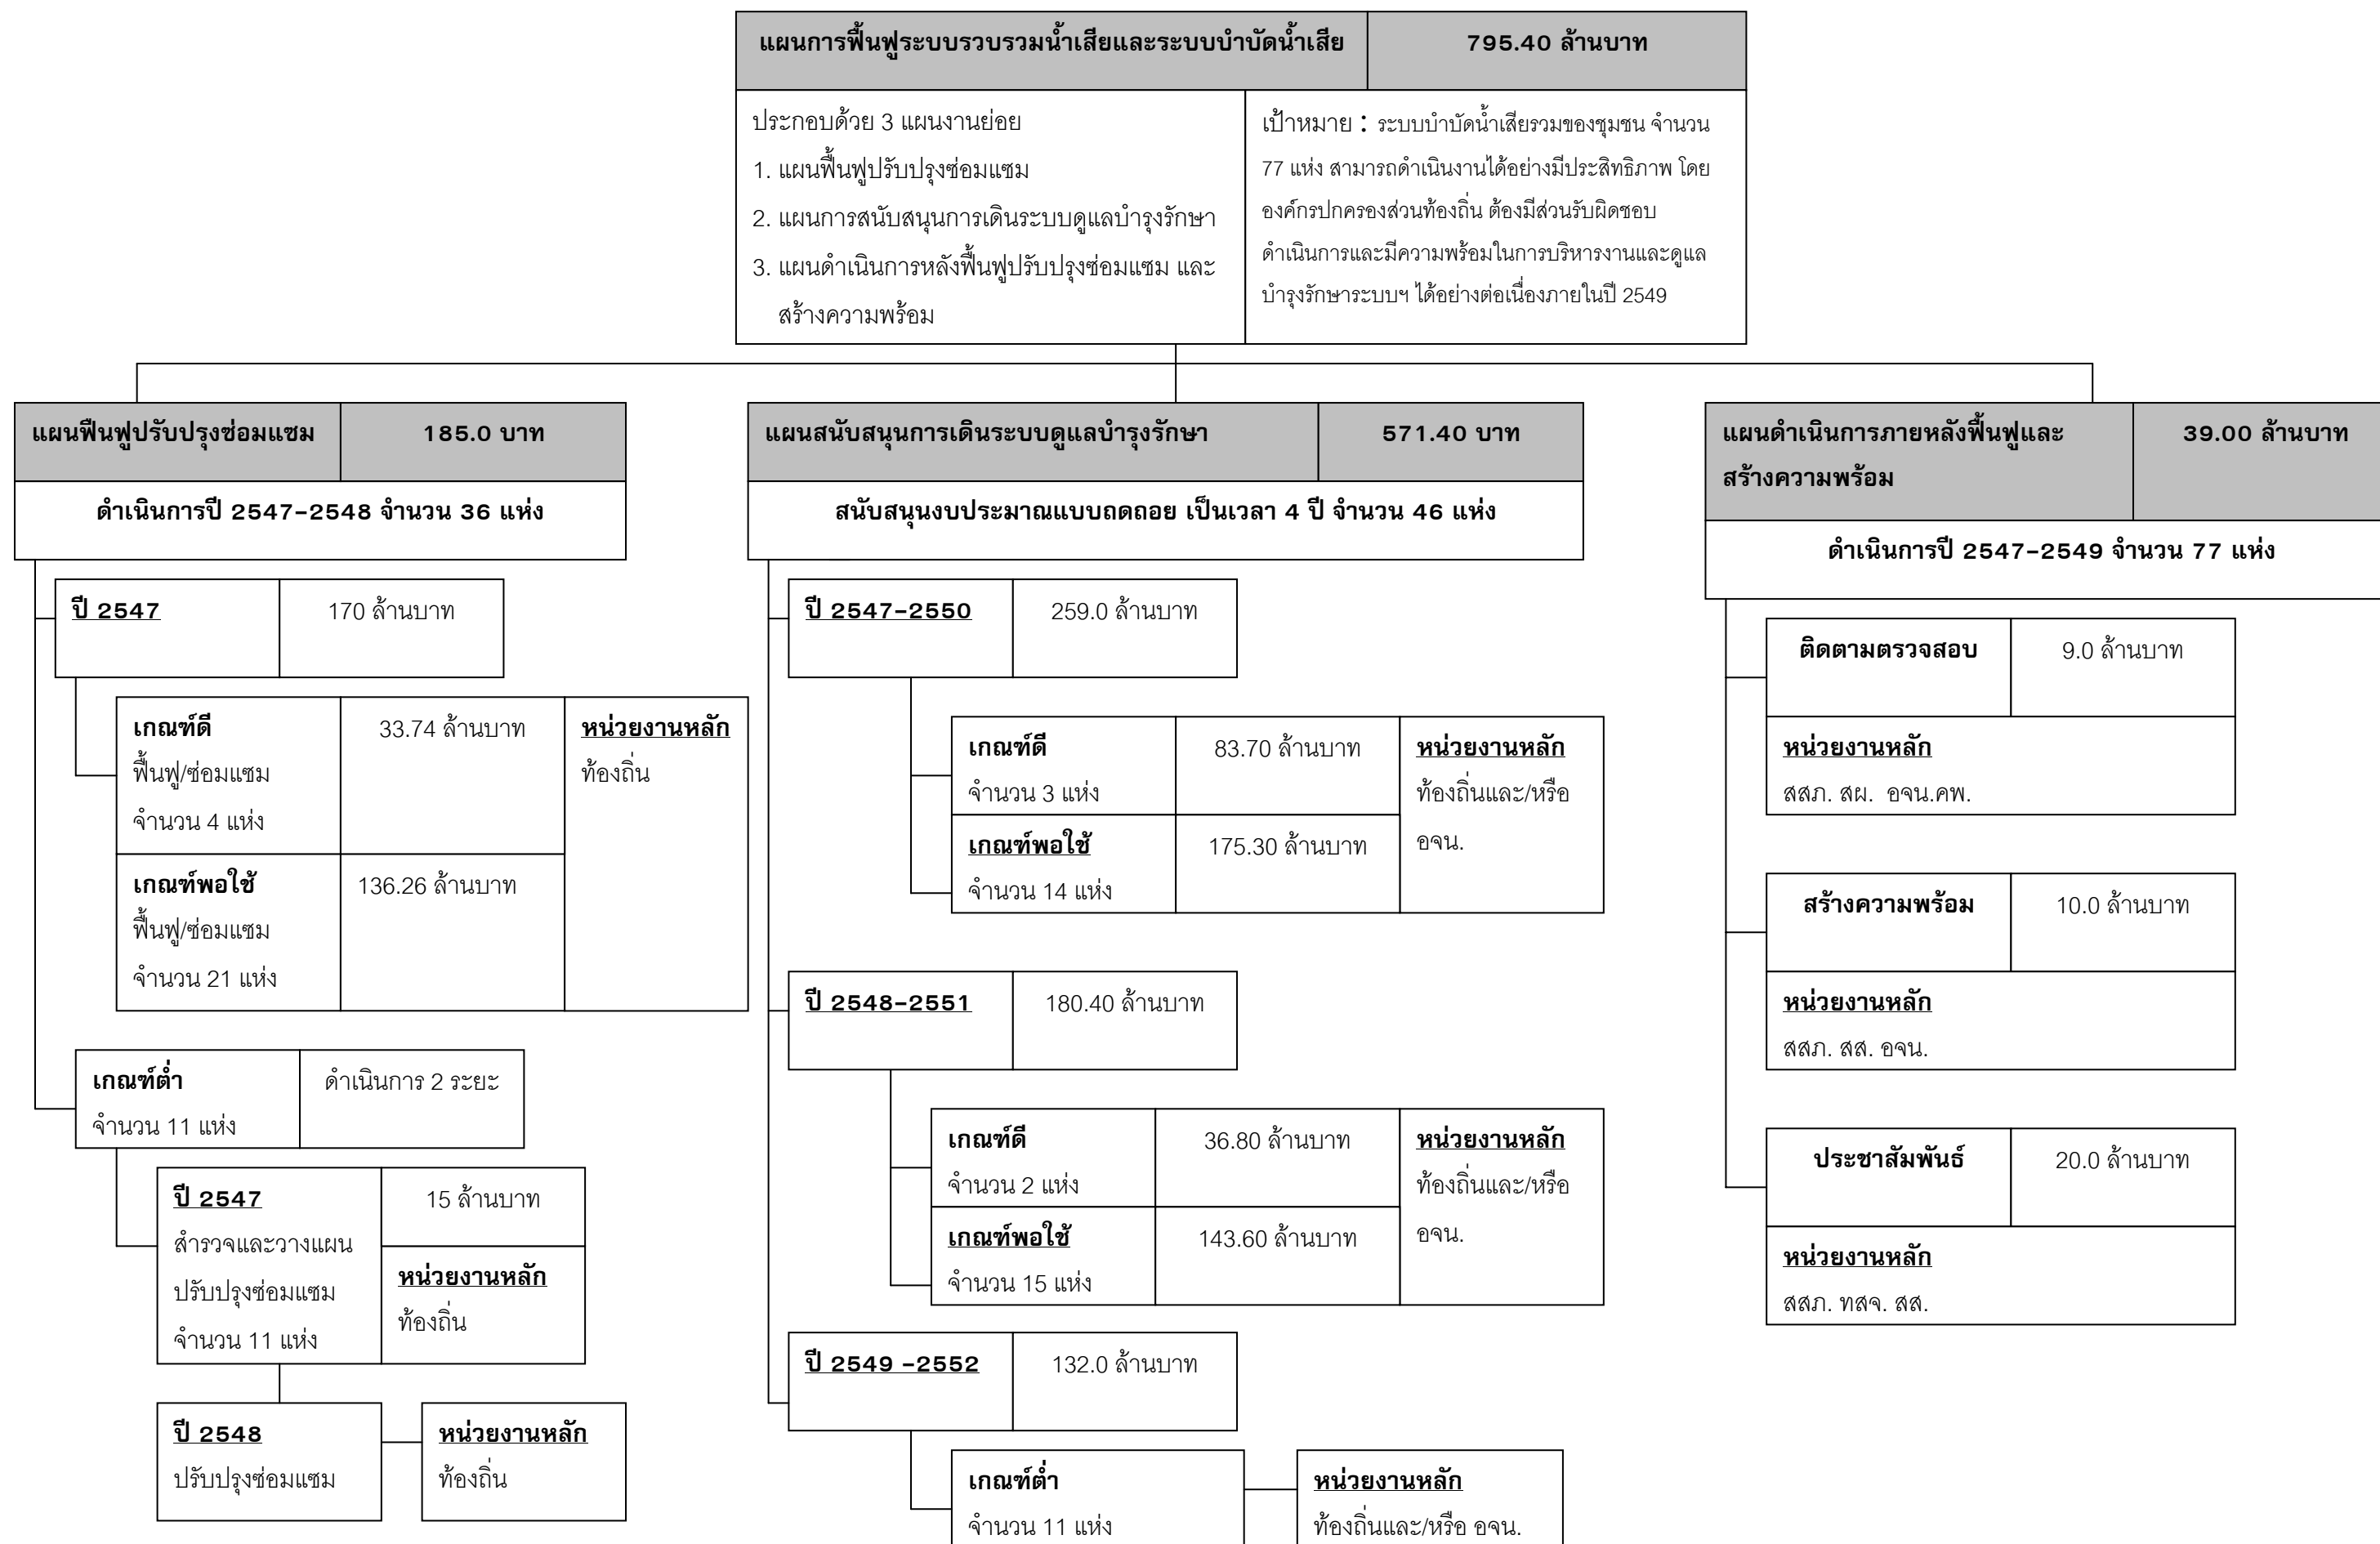 แผนการฟื้นฟูระบบรวบรวมน้ำเสียและระบบบำบัดน้ำเสีย
795.40 ล้านบาท
ประกอบด้วย 3 แผนงานย่อย
1. แผนฟื้นฟูปรับปรุงซ่อมแซม
2. แผนการสนับสนุนการเดินระบบดูแลบำรุงรักษา
3. แผนดำเนินการหลังฟื้นฟูปรับปรุงซ่อมแซม และ
สร้างความพร้อม
เป้าหมาย : ระบบบำบัดน้ำเสียรวมของชุมชน จำนวน
77 แห่ง สามารถดำเนินงานได้อย่างมีประสิทธิภาพ โดย
องค์กรปกครองส่วนท้องถิ่น ต้องมีส่วนรับผิดชอบ
ดำเนินการและมีความพร้อมในการบริหารงานและดูแล
บำรุงรักษาระบบฯ ได้อย่างต่อเนื่องภายในปี 2549
แผนฟืนฟูปรับปรุงซ่อมแซม
185.0 บาท
ดำเนินการปี 2547-2548 จำนวน 36 แห่ง
ปี 2547
170 ล้านบาท
เกณฑ์ดี
ฟื้นฟู/ซ่อมแซม
จำนวน 4 แห่ง
33.74 ล้านบาท
หน่วยงานหลัก
ท้องถิ่น
เกณฑ์พอใช้
ฟื้นฟู/ซ่อมแซม
จำนวน 21 แห่ง
136.26 ล้านบาท
เกณฑ์ต่ำ
จำนวน 11 แห่ง
ดำเนินการ 2 ระยะ
ปี 2547
สำรวจและวางแผน
ปรับปรุงซ่อมแซม
จำนวน 11 แห่ง
15 ล้านบาท
หน่วยงานหลัก
ท้องถิ่น
ปี 2548
ปรับปรุงซ่อมแซม
หน่วยงานหลัก
ท้องถิ่น
แผนสนับสนุนการเดินระบบดูแลบำรุงรักษา
571.40 บาท
สนับสนุนงบประมาณแบบถดถอย เป็นเวลา 4 ปี จำนวน 46 แห่ง
ปี 2547-2550
259.0 ล้านบาท
เกณฑ์ดี
จำนวน 3 แห่ง
83.70 ล้านบาท
หน่วยงานหลัก
ท้องถิ่นและ/หรือ
อจน.
เกณฑ์พอใช้
จำนวน 14 แห่ง
175.30 ล้านบาท
ปี 2548-2551
180.40 ล้านบาท
เกณฑ์ดี
จำนวน 2 แห่ง
36.80 ล้านบาท
หน่วยงานหลัก
ท้องถิ่นและ/หรือ
อจน.
เกณฑ์พอใช้
จำนวน 15 แห่ง
143.60 ล้านบาท
ปี 2549 -2552
132.0 ล้านบาท
เกณฑ์ต่ำ
จำนวน 11 แห่ง
หน่วยงานหลัก
ท้องถิ่นและ/หรือ อจน.
แผนดำเนินการภายหลังฟื้นฟูและ
สร้างความพร้อม
39.00 ล้านบาท
ดำเนินการปี 2547-2549 จำนวน 77 แห่ง
ติดตามตรวจสอบ
9.0 ล้านบาท
หน่วยงานหลัก
สสภ. สผ. อจน.คพ.
สร้างความพร้อม
10.0 ล้านบาท
หน่วยงานหลัก
สสภ. สส. อจน.
ประชาสัมพันธ์
20.0 ล้านบาท
หน่วยงานหลัก
สสภ. ทสจ. สส.